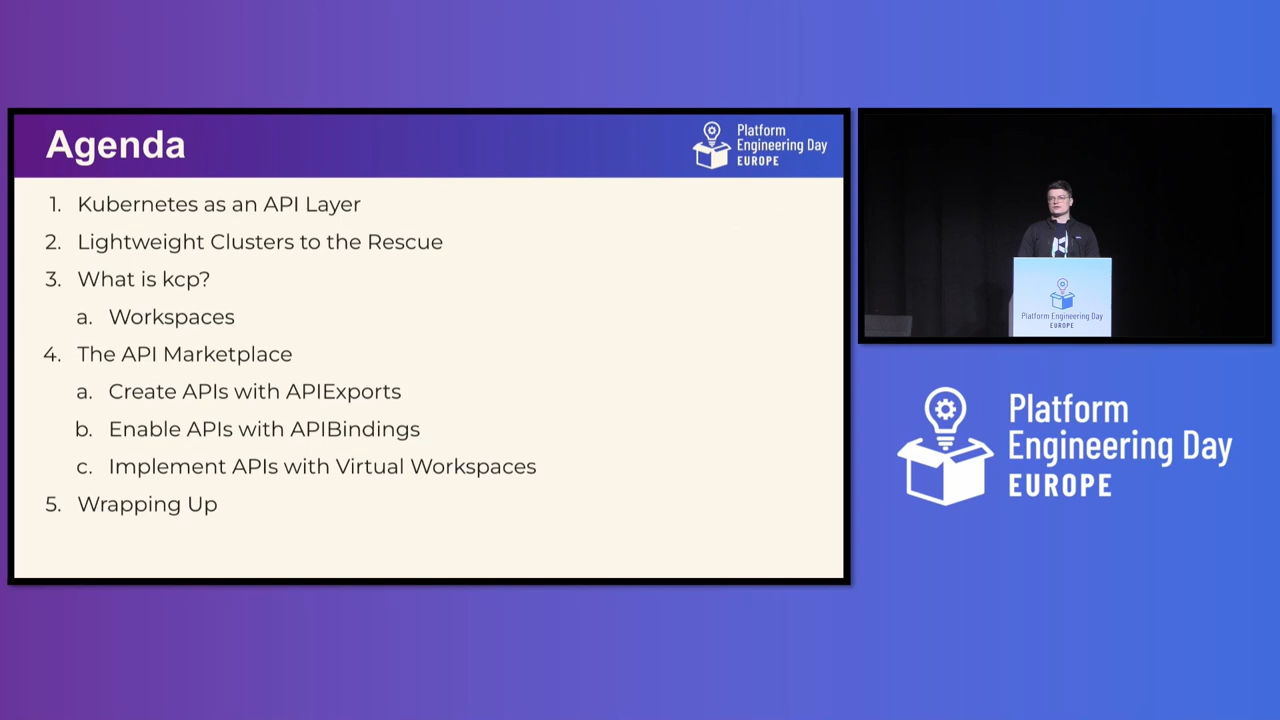 Agenda
Platform
Engineering Day
EUROPE
1. Kubernetes as an API Layer
2. Lightweight Clusters to the Rescue
3. What is kcp?
a. Workspaces
4. The API Marketplace
a. Create APIs with APIExports
b. Enable APIs with APIBindings
c. Implement APIs with Virtual Workspaces
5. Wrapping Up
Platform Engineering Day
EUROPE
Platform
Engineering Day
EUROPE